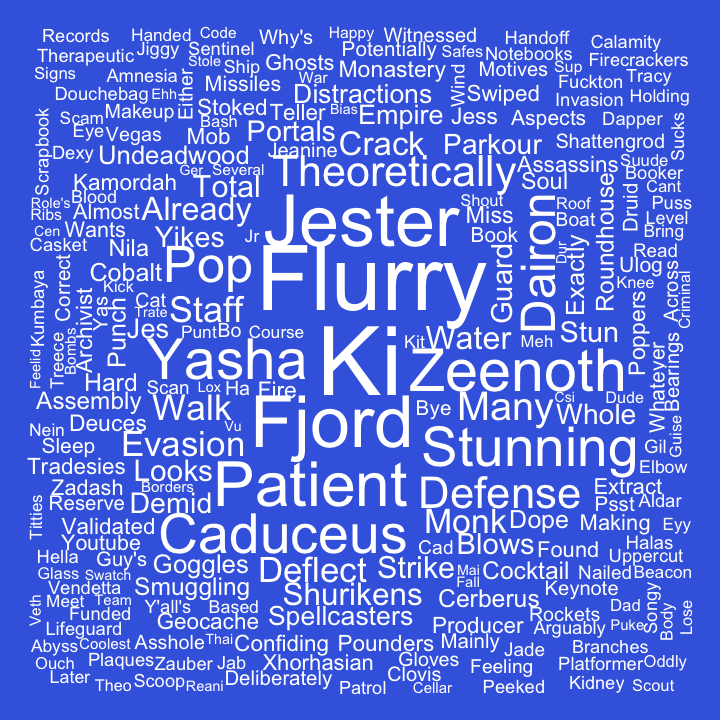 Records Handed Code Why's Happy Witnessed Handoff Calamity
Therapeutic Jiggy Sentinel Potentially Safes Notebooks Firecrackers
Signs Amnesia Stole Ship Ghosts Monastery Wind Motives Sup Tracy
Douchebag Ehh Either Missiles War Distractions Swiped Fuckton Invasion Holding
Scam Makeup Stoked Teller Bias Empire Jess Aspects Dapper Sucks
Scrapbook Eye Vegas Mob Bash Portals Crack Parkour Shattengrod
Dexy Undeadwood Jeanine Theoretically Assassins Suude Booker
Kamordah Ger Several Total Soul Druid Cant
Role's Blood Almost Already Jester Shout Miss Dairon Roof Roundhouse Level Puss
Ribs Cen Wants Yikes Jr Book Boat Exactly Bring
Casket Nila Pop Flurry Guard Dur Ulog Read Across
Kumbaya Correct Cobalt Kick Knee Criminal
Archivist Yas Cat Staff Trate
Feelid Treece Bombs Punch Jes Punt Bo Course Ki Kit Water Meh Stun Poppers Whatever Bearings
Yasha Zeenoth
Hard Scan Lox Ha Fire Csi Dude
Assembly Walk Fjord Bye Many Whole Guise
Nein Deuces Vu
Sleep Evasion Stunning Gil
Tradesies Looks Patient Elbow
Zadash Borders Defense Extract
Titties Reserve Demid Psst Aldar
Validated Caduceus Monk Dope Making Eyy
Youtube Cad Blows Found Halas
Hella Guy's Goggles Deflect Strike Mai Cocktail Nailed Uppercut
Glass Swatch Fall Beacon
Vendetta Smuggling Shurikens Cerberus Keynote
Veth Meet Team Y'all's Based Spellcasters Rockets Dad Songy Body Lose
Funded Geocache Producer Arguably Puke
Lifeguard
Abyss Coolest Asshole Thai Confiding Pounders Mainly Jade Branches
Ouch Plaques Zauber Jab Xhorhasian Gloves Feeling Platformer Oddly
Later Theo Scoop Reani Deliberately Patrol Clovis Cellar Peeked Kidney Scout